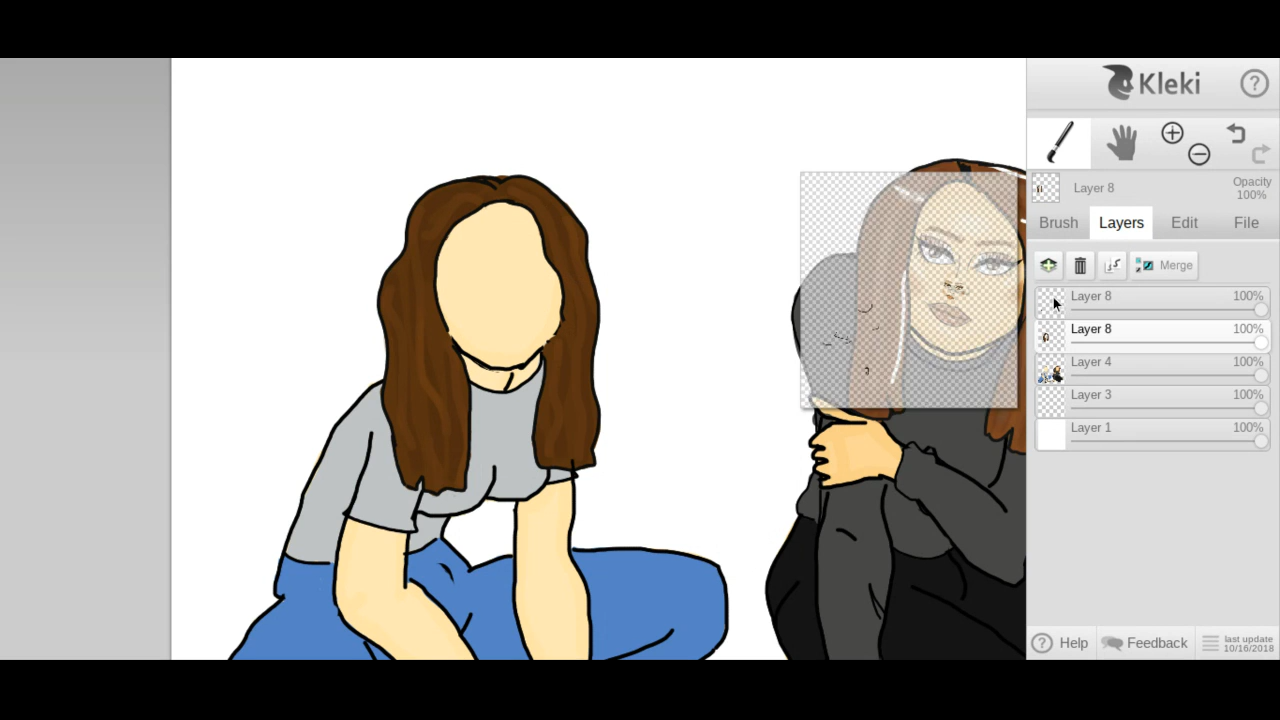 Kleki
Layer 8
Opacity
100%
Brush
Layers
Edit
File
Merge
Layer 8 100%
Layer 8 100%
Layer 4 100%
Layer 3 100%
Layer 1 100%
Help
Feedback
last update
10/16/2018